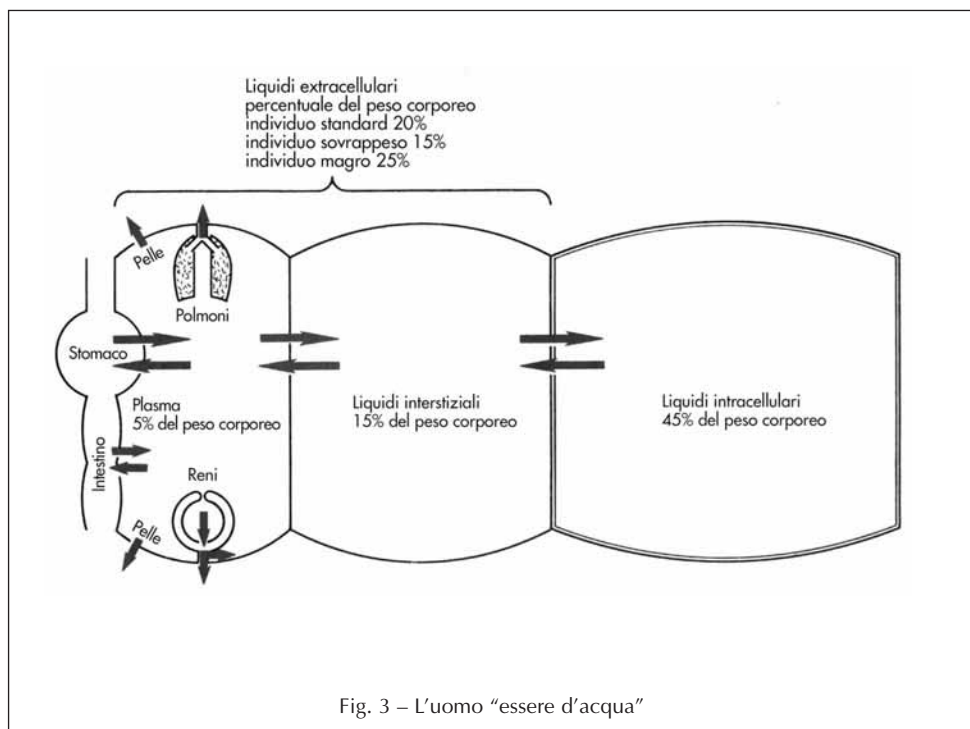 Liquidi extracellulari
percentuale del peso corporeo
individuo standard 20%
individuo sovrappeso 15%
individuo magro 25%
Pelle
Polmoni
Stomaco
Plasma
5% del peso corporeo
Liquidi interstiziali
15% del peso corporeo
Liquidi intracellulari
45% del peso corporeo
Intestino
Reni
Pelle
Fig. 3 – L’uomo “essere d’acqua”